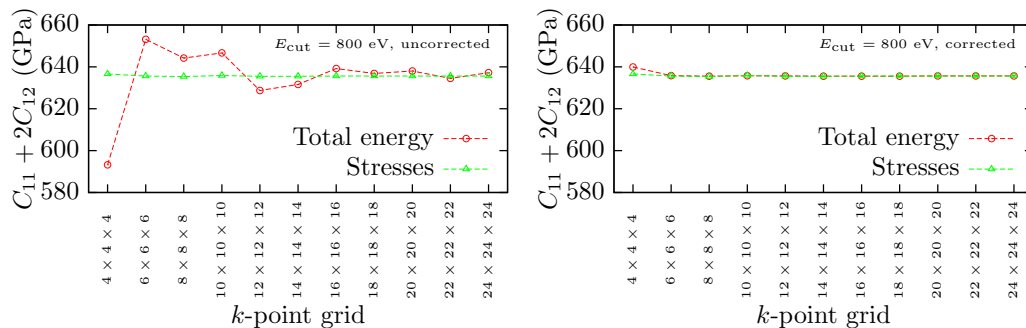 C₁₁ + 2C₁₂ (GPa)
660
640
620
600
580
E_cut = 800 eV, uncorrected
Total energy
Stresses
4 × 4 × 4
6 × 6 × 6
8 × 8 × 8
10 × 10 × 10
12 × 12 × 12
14 × 14 × 14
16 × 16 × 16
18 × 18 × 18
20 × 20 × 20
22 × 22 × 22
24 × 24 × 24
k-point grid
C₁₁ + 2C₁₂ (GPa)
660
640
620
600
580
E_cut = 800 eV, corrected
Total energy
Stresses
4 × 4 × 4
6 × 6 × 6
8 × 8 × 8
10 × 10 × 10
12 × 12 × 12
14 × 14 × 14
16 × 16 × 16
18 × 18 × 18
20 × 20 × 20
22 × 22 × 22
24 × 24 × 24
k-point grid